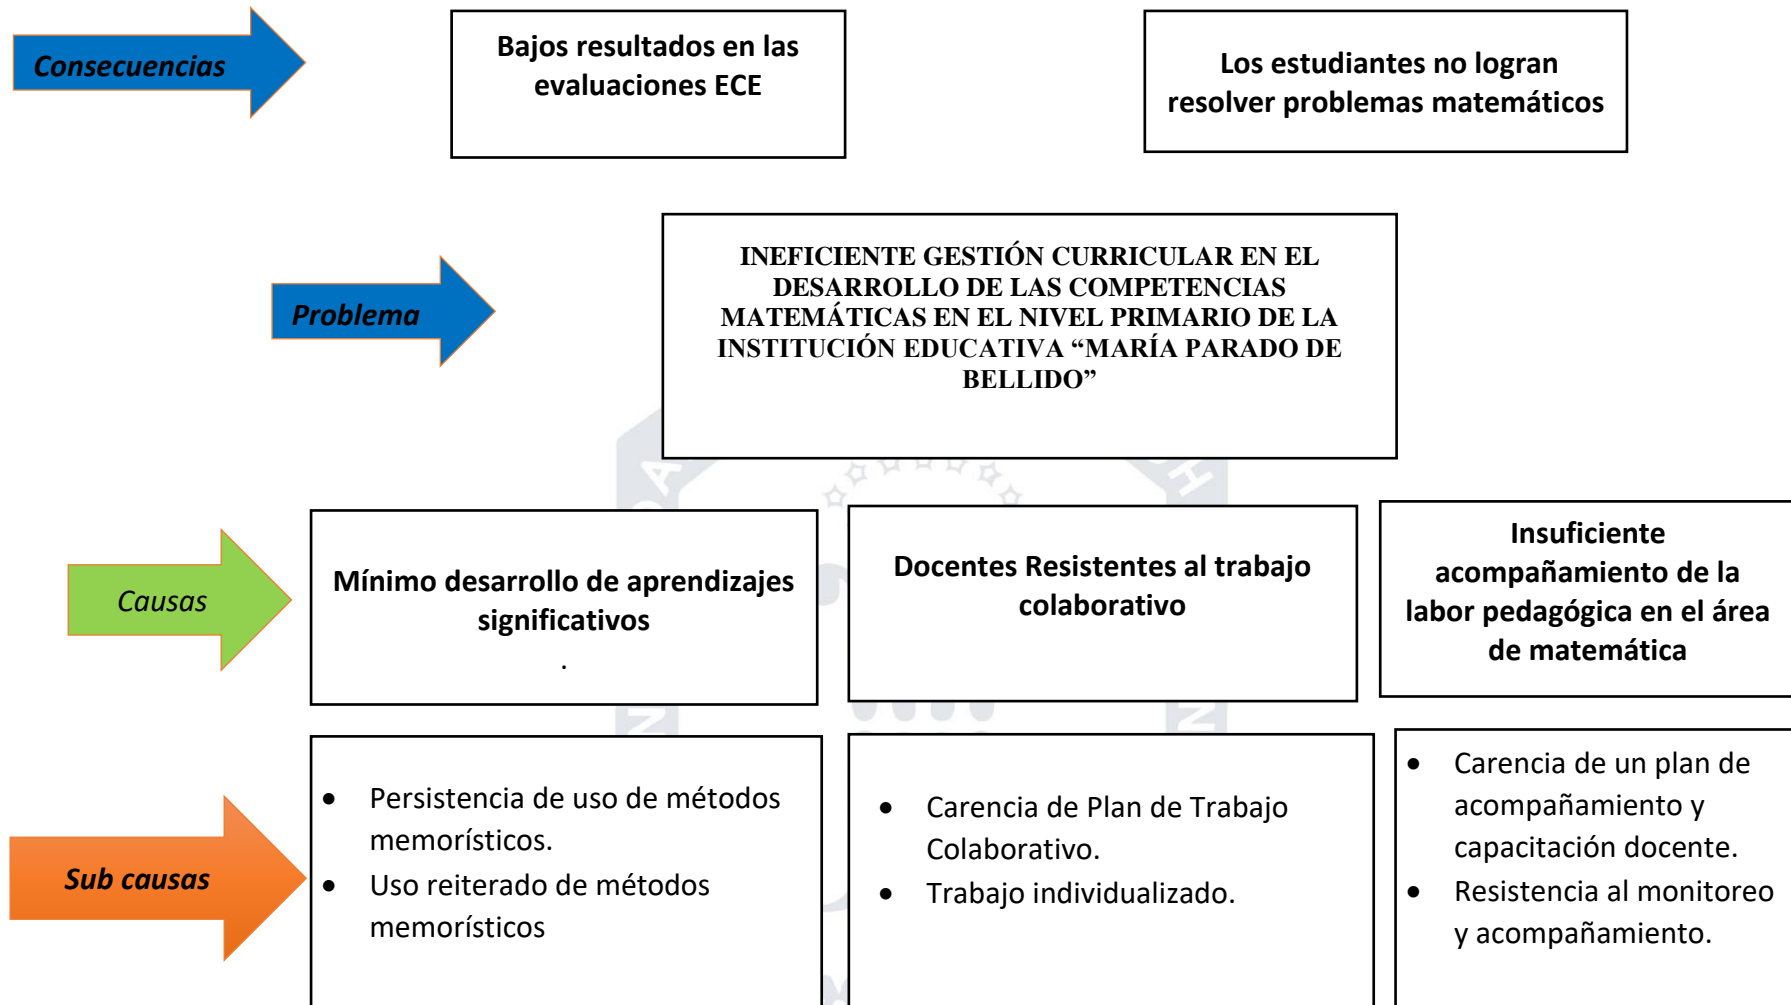 Consecuencias
Bajos resultados en las
evaluaciones ECE
Los estudiantes no logran
resolver problemas matemáticos
Problema
INEFICIENTE GESTIÓN CURRICULAR EN EL
DESARROLLO DE LAS COMPETENCIAS
MATEMÁTICAS EN EL NIVEL PRIMARIO DE LA
INSTITUCIÓN EDUCATIVA “MARÍA PARADO DE
BELLIDO”
Causas
Mínimo desarrollo de aprendizajes
significativos
.
Docentes Resistentes al trabajo
colaborativo
Insuficiente
acompañamiento de la
labor pedagógica en el área
de matemática
Sub causas
• Persistencia de uso de métodos
memorísticos.
• Uso reiterado de métodos
memorísticos
• Carencia de Plan de Trabajo
Colaborativo.
• Trabajo individualizado.
• Carencia de un plan de
acompañamiento y
capacitación docente.
• Resistencia al monitoreo
y acompañamiento.